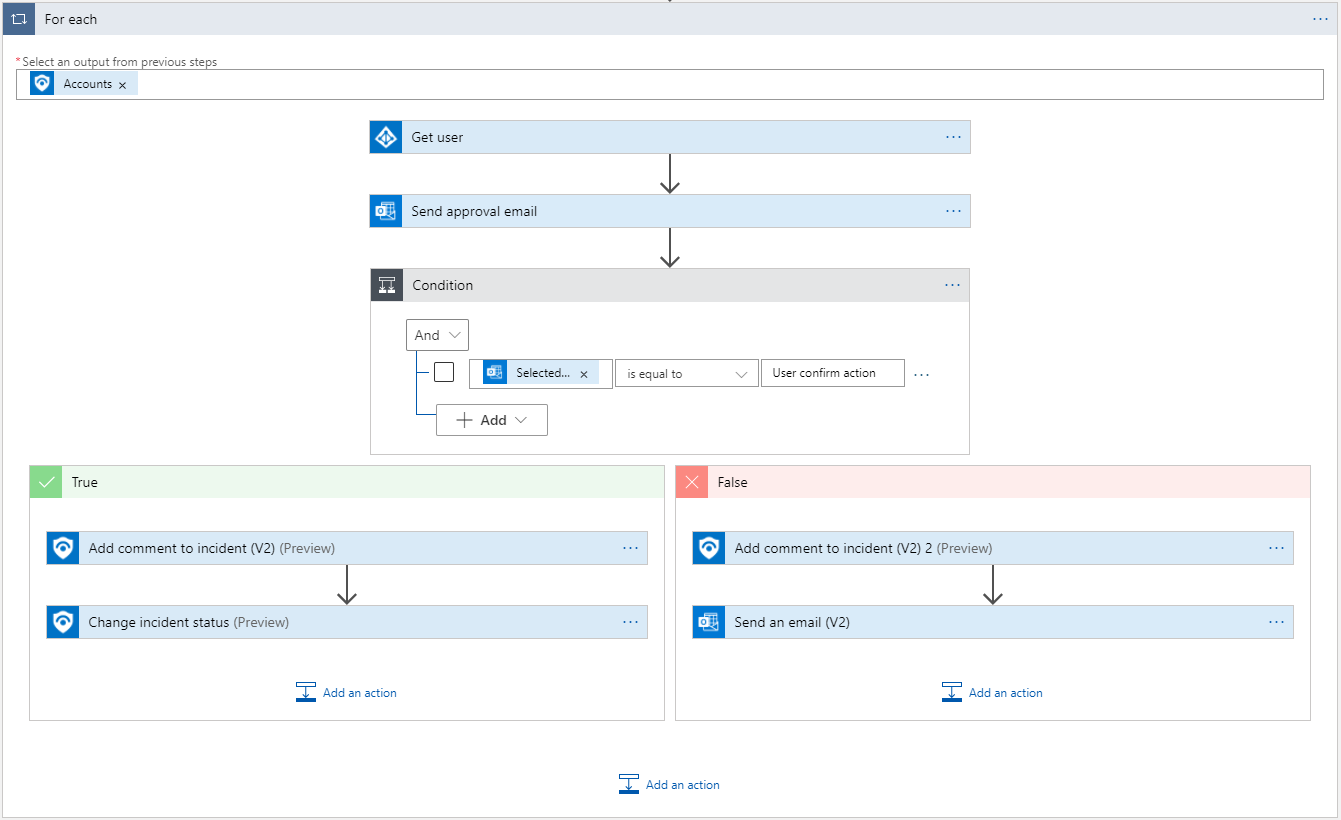 For each
* Select an output from previous steps
Accounts ×
Get user
Send approval email
Condition
And
Selected... ×
is equal to
User confirm action
Add
True
Add comment to incident (V2) (Preview)
Change incident status (Preview)
Add an action
False
Add comment to incident (V2) 2 (Preview)
Send an email (V2)
Add an action
Add an action